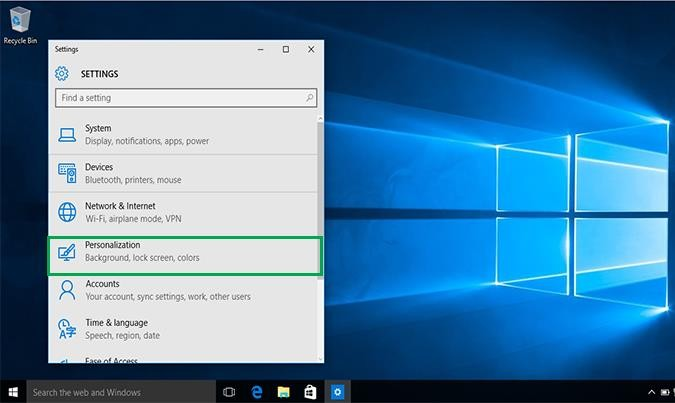 Recycle Bin
Settings
SETTINGS
Find a setting
System
Display, notifications, apps, power
Devices
Bluetooth, printers, mouse
Network & Internet
Wi-Fi, airplane mode, VPN
Personalization
Background, lock screen, colors
Accounts
Your account, sync settings, work, other users
Time & language
Speech, region, date
Ease of Access
Search the web and Windows